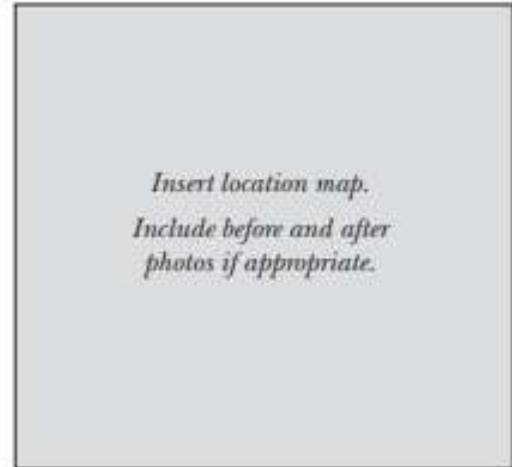 Insert location map.
Include before and after
photos if appropriate.